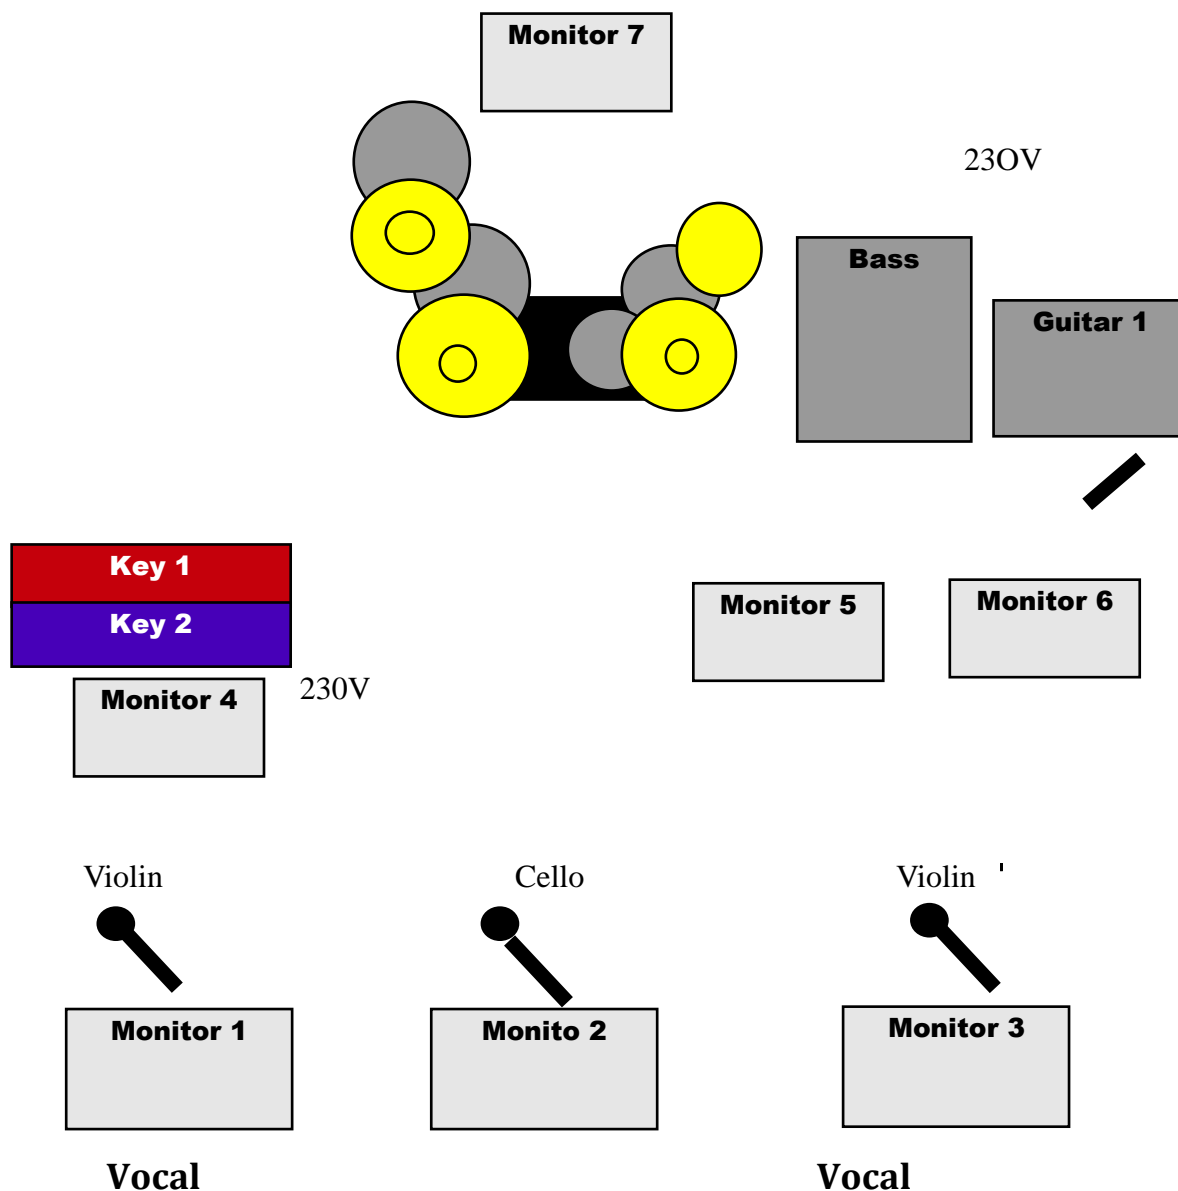 Monitor 7
23OV
Bass
Guitar 1
Key 1
Key 2
Monitor 5
Monitor 6
Monitor 4
230V
Violin
Cello
Violin '
Monitor 1
Monito 2
Monitor 3
Vocal
Vocal